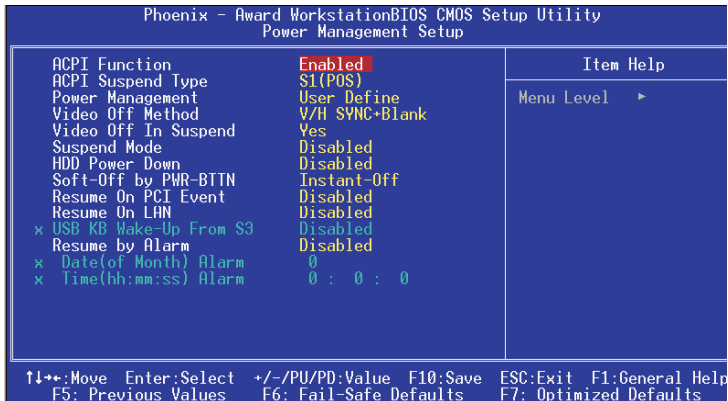 Phoenix - Award WorkstationBIOS CMOS Setup Utility
Power Management Setup
ACPI Function Enabled
ACPI Suspend Type S1(POS)
Power Management User Define
Video Off Method V/H SYNC+Blank
Video Off In Suspend Yes
Suspend Mode Disabled
HDD Power Down Disabled
Soft-Off by PWR-BTTN Instant-Off
Resume On PCI Event Disabled
Resume On LAN Disabled
x USB KB Wake-Up From S3 Disabled
Resume by Alarm Disabled
x Date(of Month) Alarm 0
x Time(hh:mm:ss) Alarm 0 : 0 : 0
Item Help
Menu Level ►
↑↓→←:Move Enter:Select +/-/PU/PD:Value F10:Save ESC:Exit F1:General Help
F5: Previous Values F6: Fail-Safe Defaults F7: Optimized Defaults